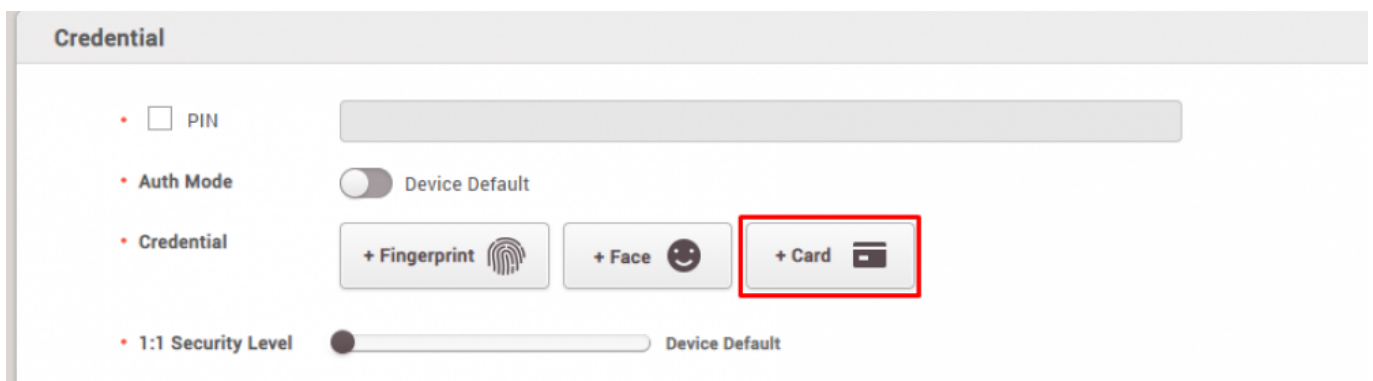 Credential
PIN
Auth Mode Device Default
Credential
+ Fingerprint + Face + Card
1:1 Security Level Device Default